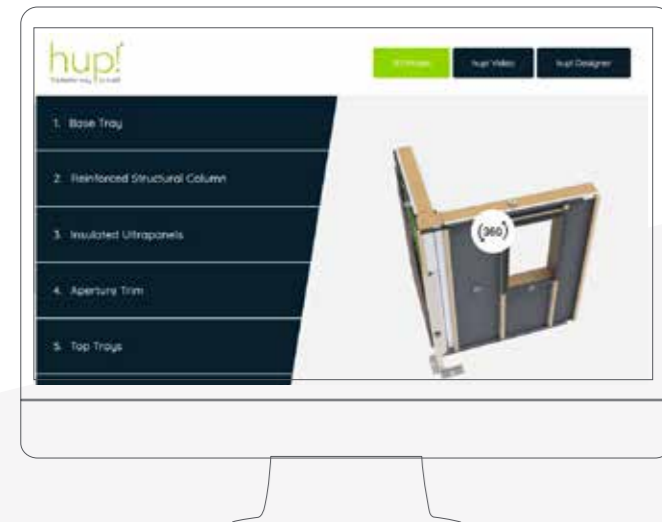 hup!
hup! Video
hup! Designer
1. Base Tray
2. Reinforced Structural Column
3. Insulated Ultrapanels
4. Aperture Trim
5. Top Trays
360